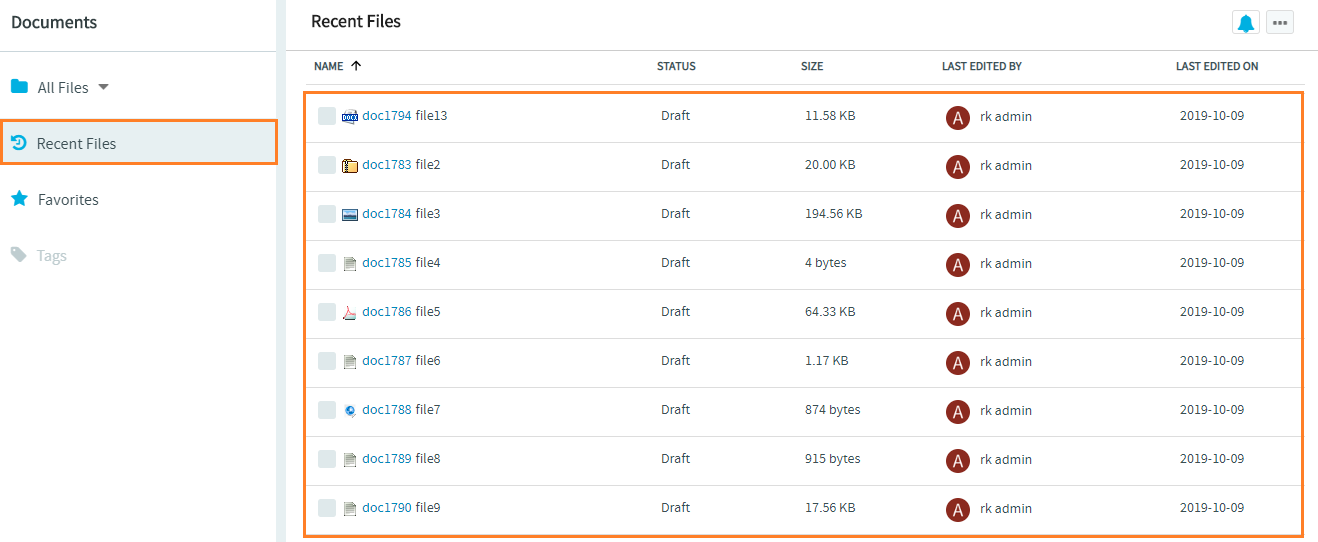 Documents
All Files
Recent Files
Favorites
Tags
Recent Files
NAME STATUS SIZE LAST EDITED BY LAST EDITED ON
DOCX doc1794 file13 Draft 11.58 KB A rk admin 2019-10-09
doc1783 file2 Draft 20.00 KB A rk admin 2019-10-09
doc1784 file3 Draft 194.56 KB A rk admin 2019-10-09
doc1785 file4 Draft 4 bytes A rk admin 2019-10-09
doc1786 file5 Draft 64.33 KB A rk admin 2019-10-09
doc1787 file6 Draft 1.17 KB A rk admin 2019-10-09
doc1788 file7 Draft 874 bytes A rk admin 2019-10-09
doc1789 file8 Draft 915 bytes A rk admin 2019-10-09
doc1790 file9 Draft 17.56 KB A rk admin 2019-10-09